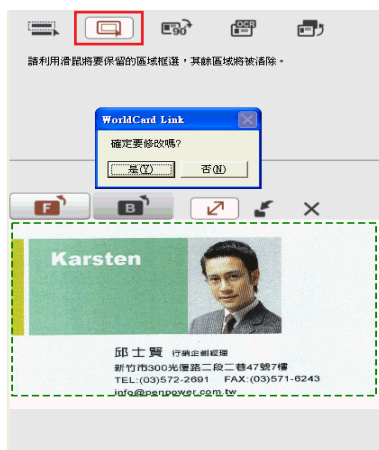 90°
OCR
請利用滑鼠將要保留的區域框選，其餘區域將被清除。
WorldCard Link
確定要修改嗎?
是(Y) 否(N)
F B
Karsten
邱士賢 行銷企劃經理
新竹市300光復路二段二巷47號7樓
TEL:(03)572-2691 FAX:(03)571-6243
info@penpower.com.tw